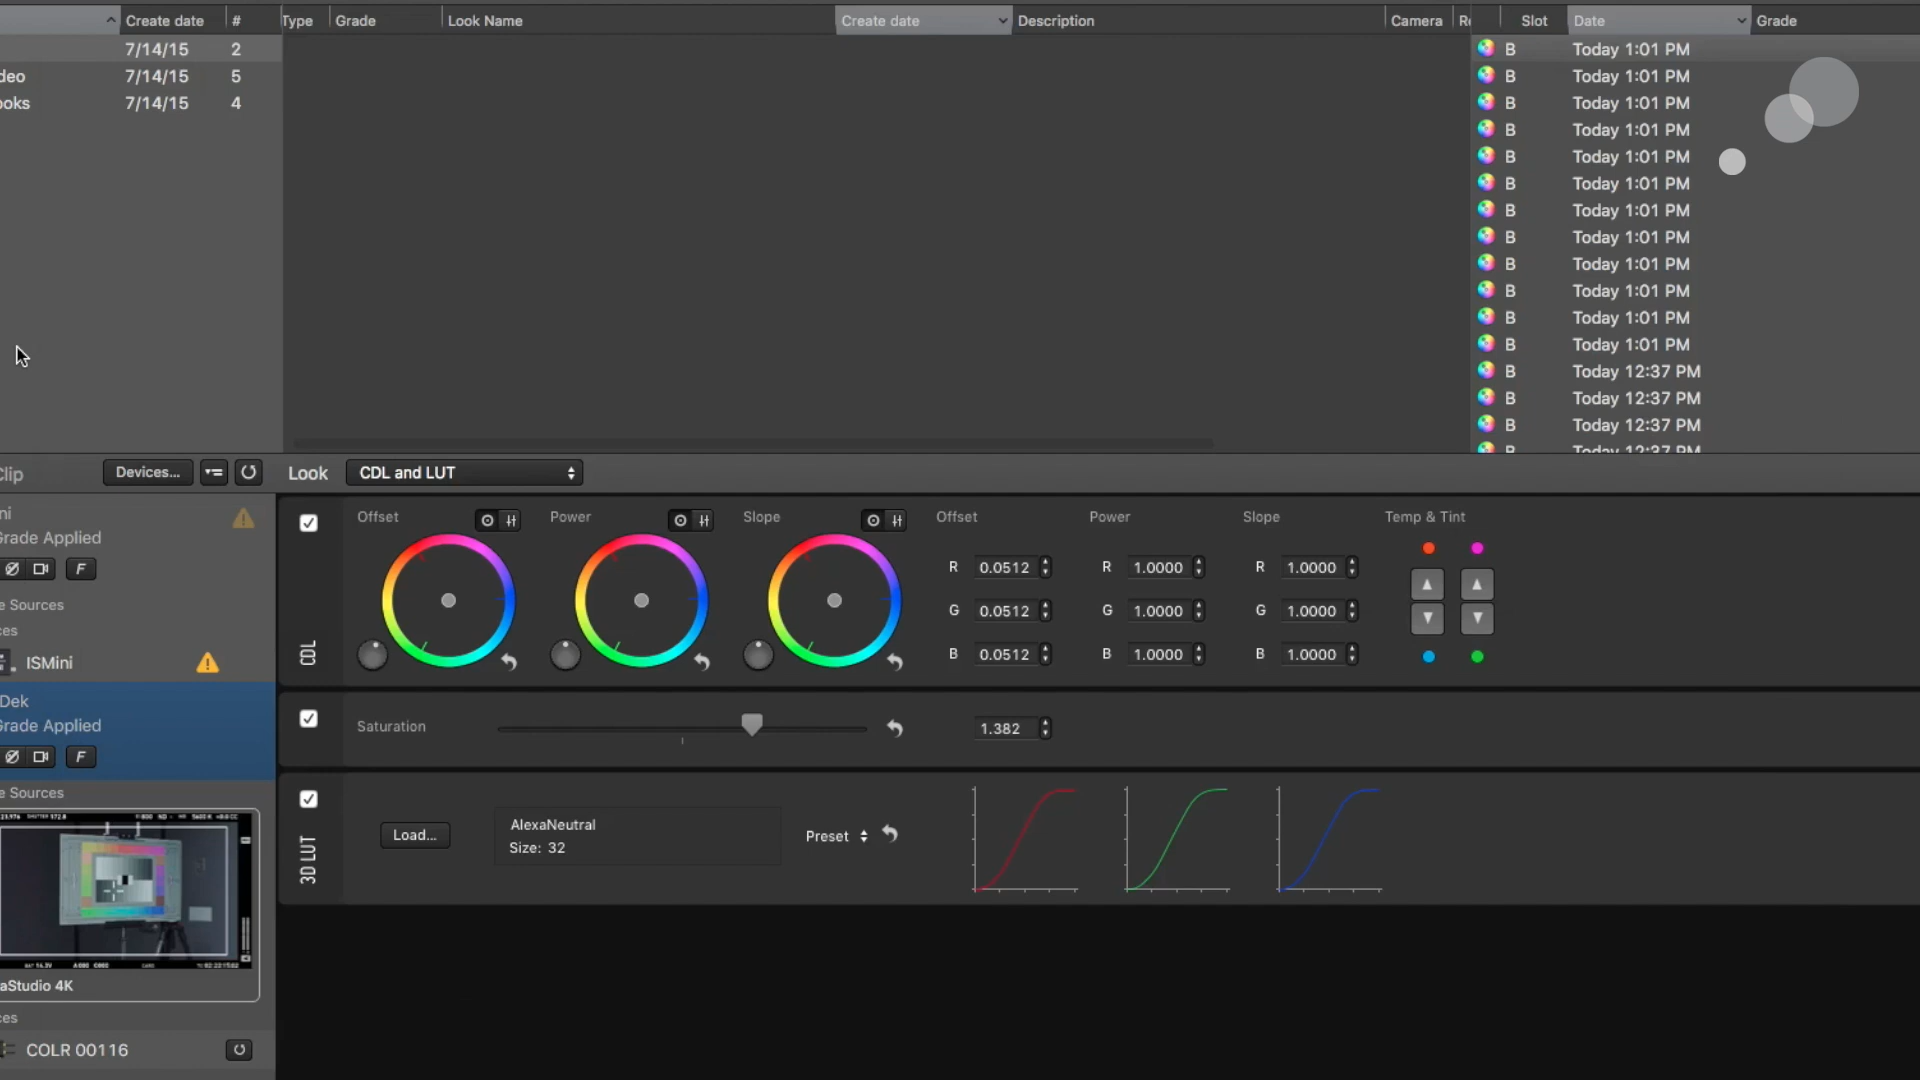 Create date # Type Grade Look Name Create date Description Camera Slot Date Grade
7/14/15 2
deo 7/14/15 5
ooks 7/14/15 4
B Today 1:01 PM
B Today 1:01 PM
B Today 1:01 PM
B Today 1:01 PM
B Today 1:01 PM
B Today 1:01 PM
B Today 1:01 PM
B Today 1:01 PM
B Today 1:01 PM
B Today 1:01 PM
B Today 1:01 PM
B Today 1:01 PM
B Today 12:37 PM
B Today 12:37 PM
B Today 12:37 PM
Today 12:37 PM
Clip Devices... Look CDL and LUT
ni
Grade Applied
F
e Sources
ces
ISMini
Dek
Grade Applied
F
e Sources
aStudio 4K
ces
COLR 00116
CDL
Offset Power Slope Offset Power Slope Temp & Tint
R 0.0512 R 1.0000 R 1.0000
G 0.0512 G 1.0000 G 1.0000
B 0.0512 B 1.0000 B 1.0000
Saturation 1.382
3D LUT
Load...
AlexaNeutral
Size: 32
Preset